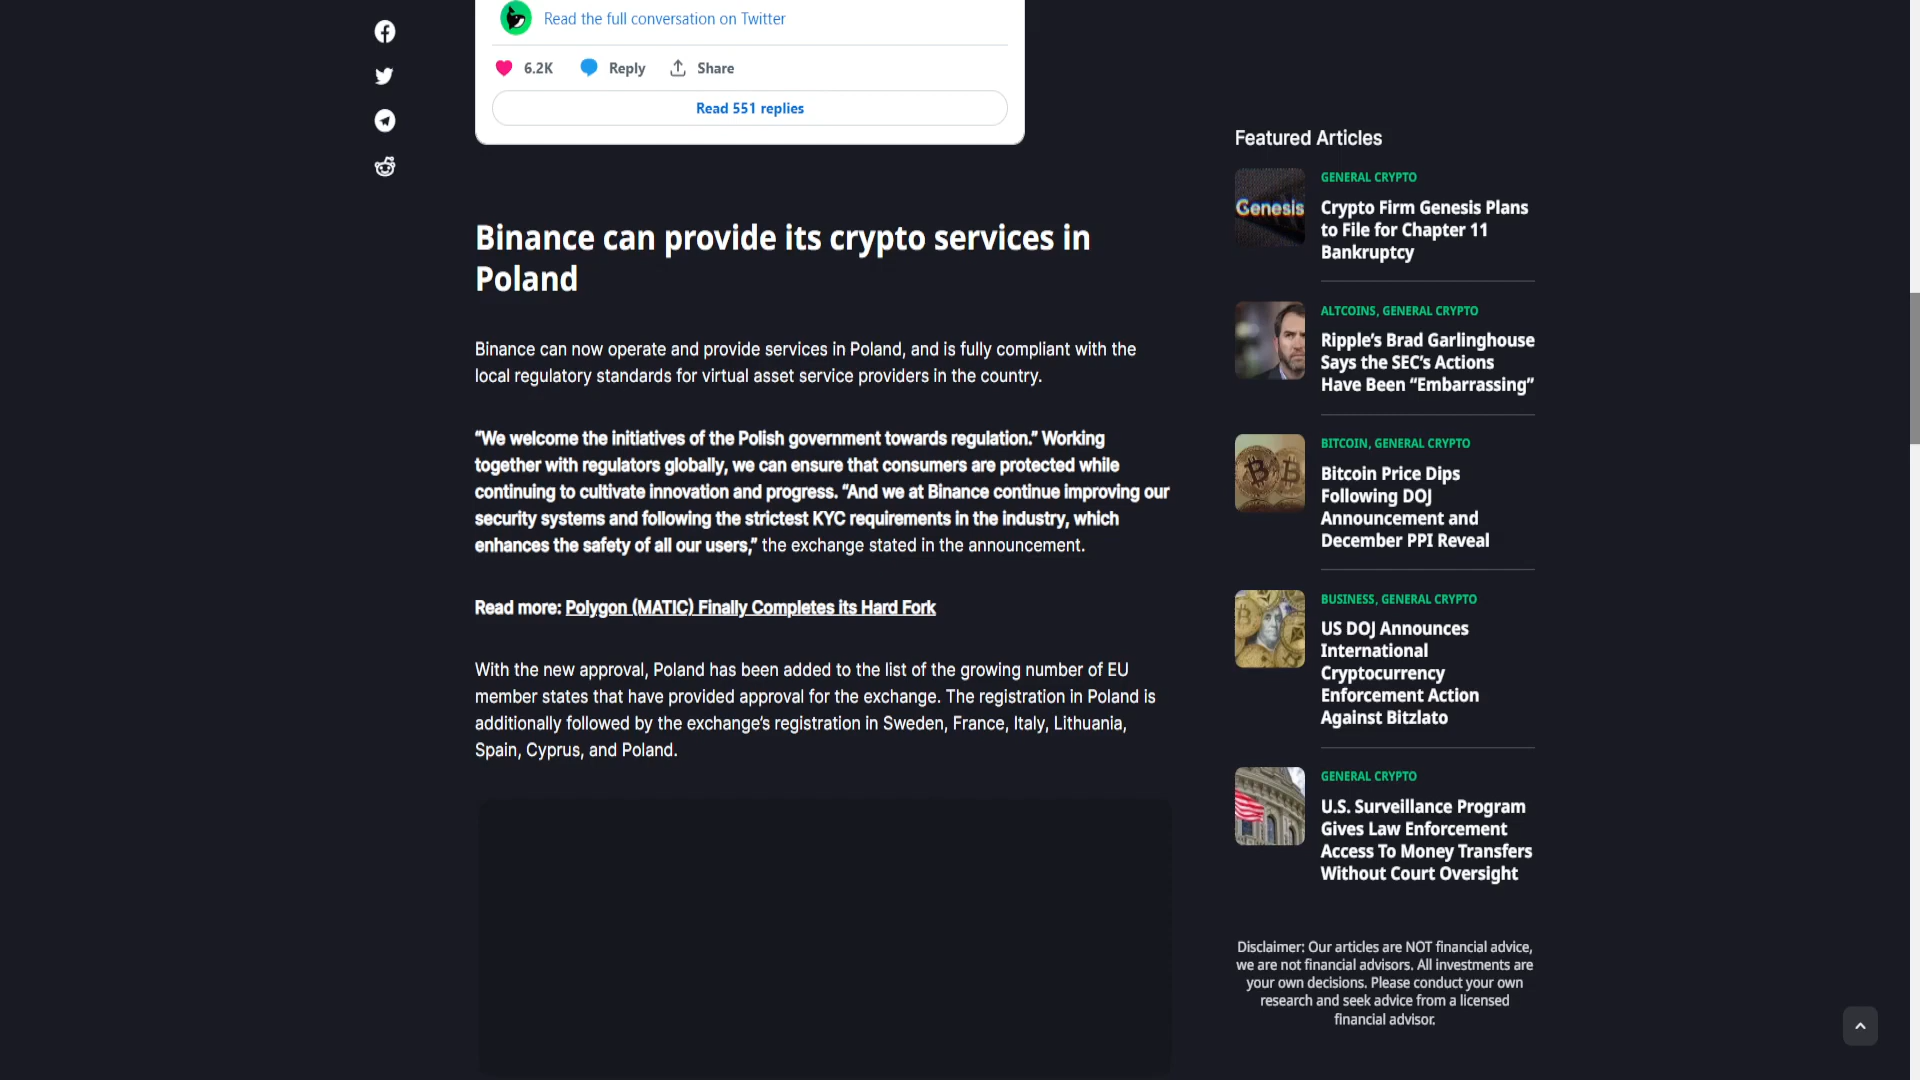 Read the full conversation on Twitter
6.2K Reply Share
Read 551 replies
Binance can provide its crypto services in
Poland
Binance can now operate and provide services in Poland, and is fully compliant with the
local regulatory standards for virtual asset service providers in the country.
“We welcome the initiatives of the Polish government towards regulation.” Working
together with regulators globally, we can ensure that consumers are protected while
continuing to cultivate innovation and progress. “And we at Binance continue improving our
security systems and following the strictest KYC requirements in the industry, which
enhances the safety of all our users,” the exchange stated in the announcement.
Read more: Polygon (MATIC) Finally Completes its Hard Fork
With the new approval, Poland has been added to the list of the growing number of EU
member states that have provided approval for the exchange. The registration in Poland is
additionally followed by the exchange’s registration in Sweden, France, Italy, Lithuania,
Spain, Cyprus, and Poland.
Featured Articles
Genesis
GENERAL CRYPTO
Crypto Firm Genesis Plans
to File for Chapter 11
Bankruptcy
ALTCOINS, GENERAL CRYPTO
Ripple’s Brad Garlinghouse
Says the SEC’s Actions
Have Been “Embarrassing”
BITCOIN, GENERAL CRYPTO
Bitcoin Price Dips
Following DOJ
Announcement and
December PPI Reveal
BUSINESS, GENERAL CRYPTO
US DOJ Announces
International
Cryptocurrency
Enforcement Action
Against Bitzlato
GENERAL CRYPTO
U.S. Surveillance Program
Gives Law Enforcement
Access To Money Transfers
Without Court Oversight
Disclaimer: Our articles are NOT financial advice,
we are not financial advisors. All investments are
your own decisions. Please conduct your own
research and seek advice from a licensed
financial advisor.